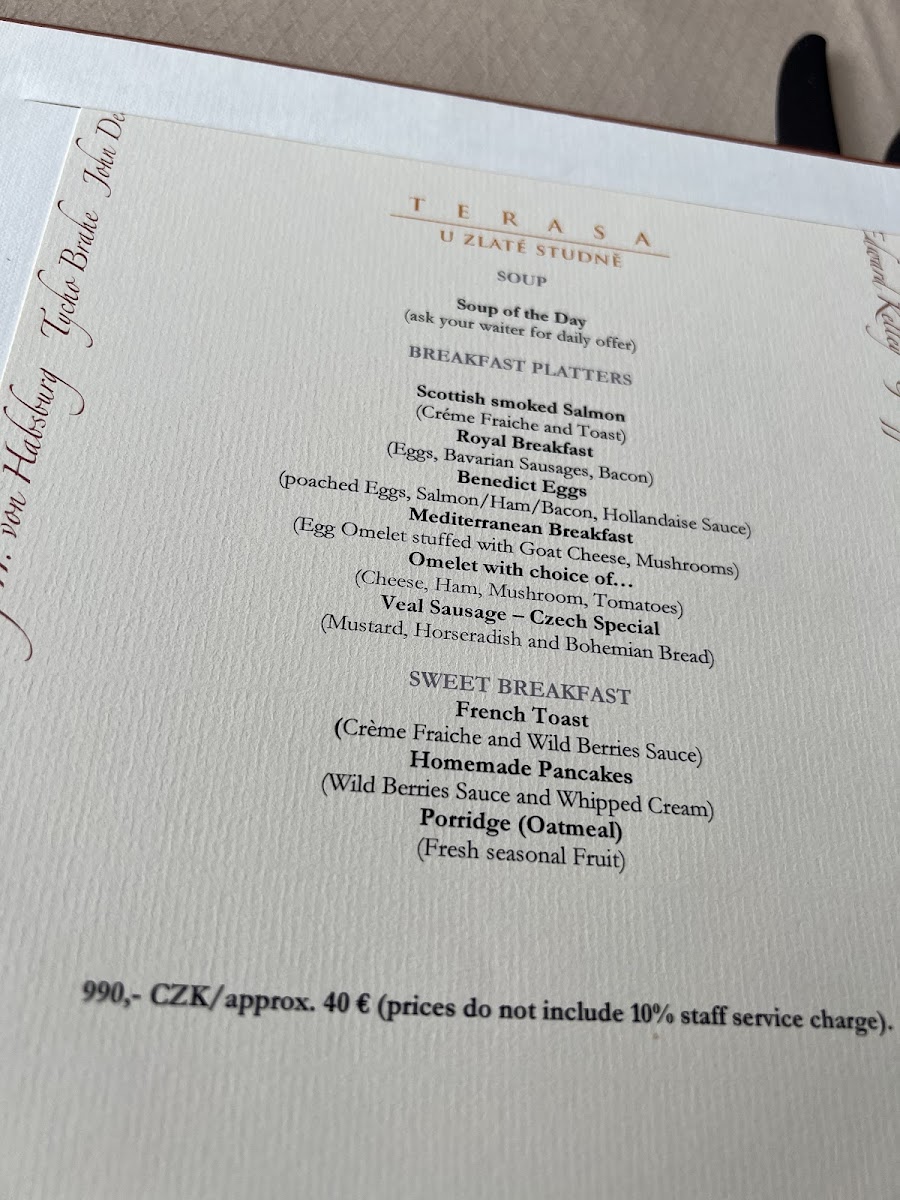 TERASA
U ZLATÉ STUDNĚ
SOUP
Soup of the Day
(ask your waiter for daily offer)
BREAKFAST PLATTERS
Scottish smoked Salmon
(Créme Fraiche and Toast)
Royal Breakfast
(Eggs, Bavarian Sausages, Bacon)
Benedict Eggs
(poached Eggs, Salmon/Ham/Bacon, Hollandaise Sauce)
Mediterranean Breakfast
(Egg Omelet stuffed with Goat Cheese, Mushrooms)
Omelet with choice of…
(Cheese, Ham, Mushroom, Tomatoes)
Veal Sausage – Czech Special
(Mustard, Horseradish and Bohemian Bread)
SWEET BREAKFAST
French Toast
(Crème Fraiche and Wild Berries Sauce)
Homemade Pancakes
(Wild Berries Sauce and Whipped Cream)
Porridge (Oatmeal)
(Fresh seasonal Fruit)
990,- CZK/approx. 40 € (prices do not include 10% staff service charge).
von Habsburg Tycho Brahe John
Edward Kelley